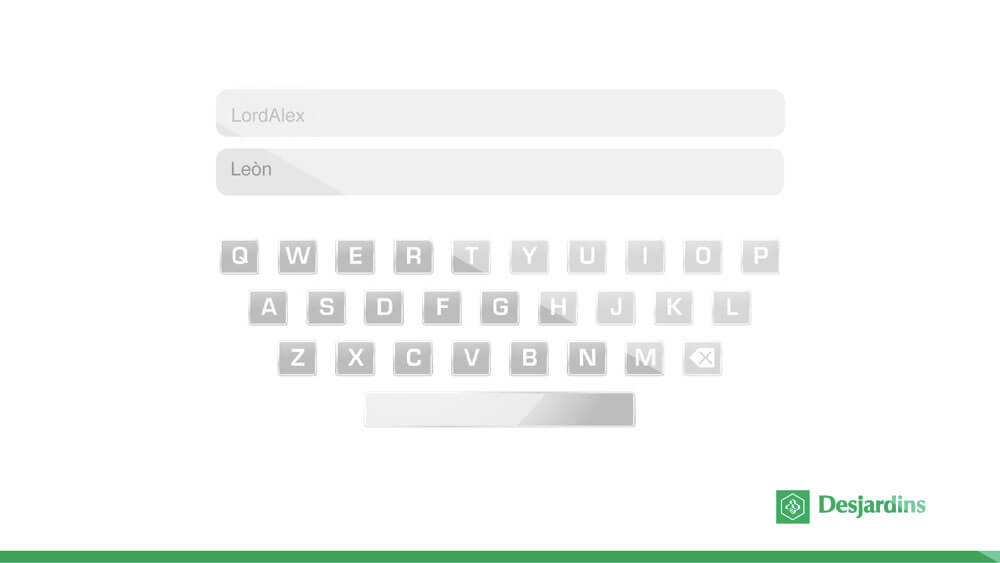 LordAlex
Leòn
Q W E R T Y U I O P
A S D F G H J K L
Z X C V B N M
Desjardins